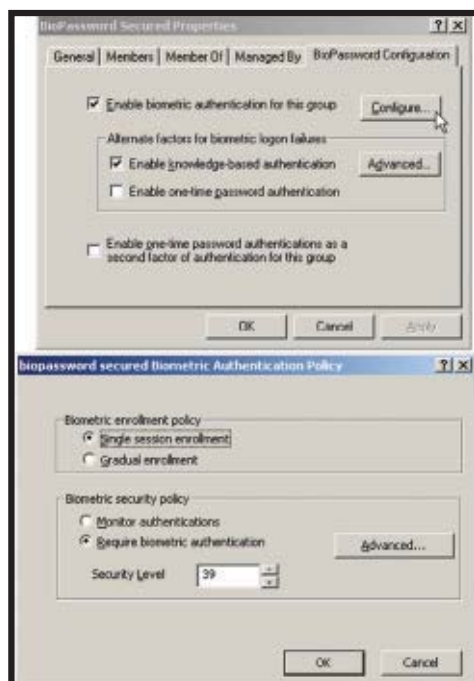 BioPassword Secured Properties
General Members Member Of Managed By BioPassword Configuration
Enable biometric authentication for this group Configure...
Alternate factors for biometric logon failures
Enable knowledge-based authentication Advanced...
Enable one-time password authentication
Enable one-time password authentications as a
second factor of authentication for this group
OK Cancel Apply
biopassword secured Biometric Authentication Policy
Biometric enrollment policy
Single session enrollment
Gradual enrollment
Biometric security policy
Monitor authentications
Require biometric authentication Advanced...
Security Level 39
OK Cancel